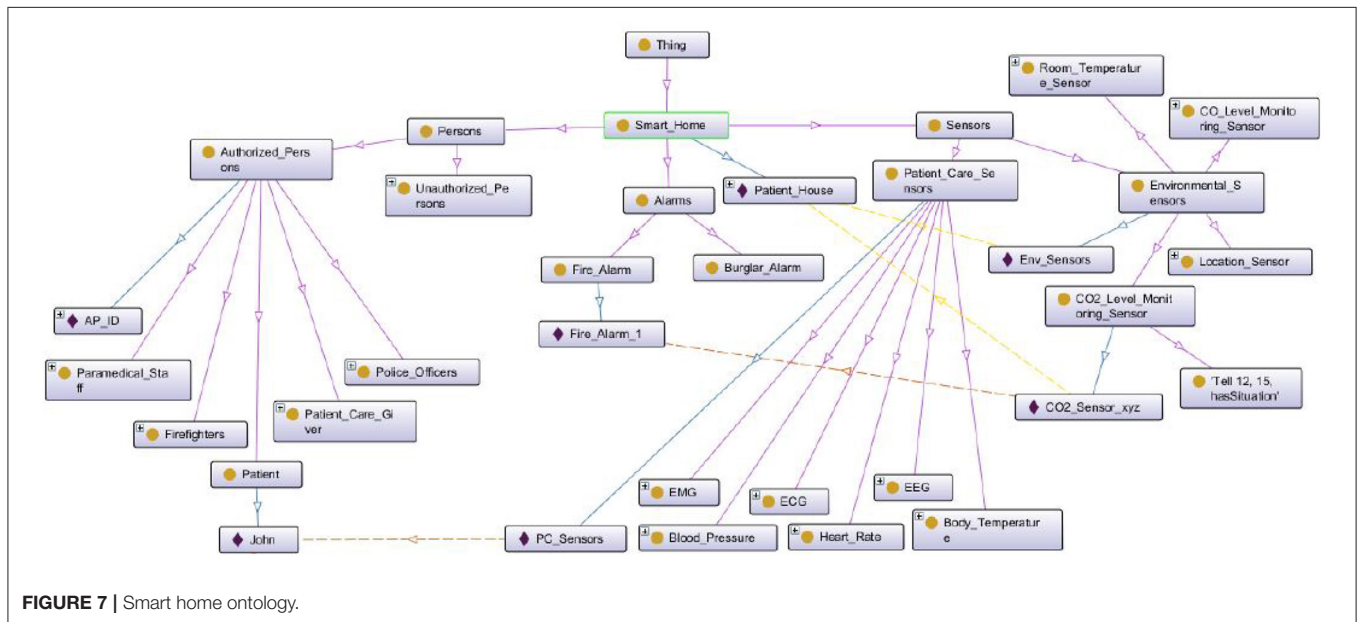 Thing
Room_Temperatur
e_Sensor
CO_Level_Monito
ring_Sensor
Persons
Smart_Home
Sensors
Authorized_Pers
ons
Unauthorized_Pe
rsons
Patient_House
Patient_Care_Se
nsors
Environmental_S
ensors
Alarms
Fire_Alarm
Burglar_Alarm
Env_Sensors
Location_Sensor
CO2_Level_Monit
oring_Sensor
AP_ID
Fire_Alarm_1
Paramedical_Sta
ff
Police_Officers
'Tell 12, 15,
hasSituation'
CO2_Sensor_xyz
Patient_Care_Gi
ver
Firefighters
Patient
EMG
ECG
EEG
John
PC_Sensors
Blood_Pressure
Heart_Rate
Body_Temperatur
e
FIGURE 7 | Smart home ontology.